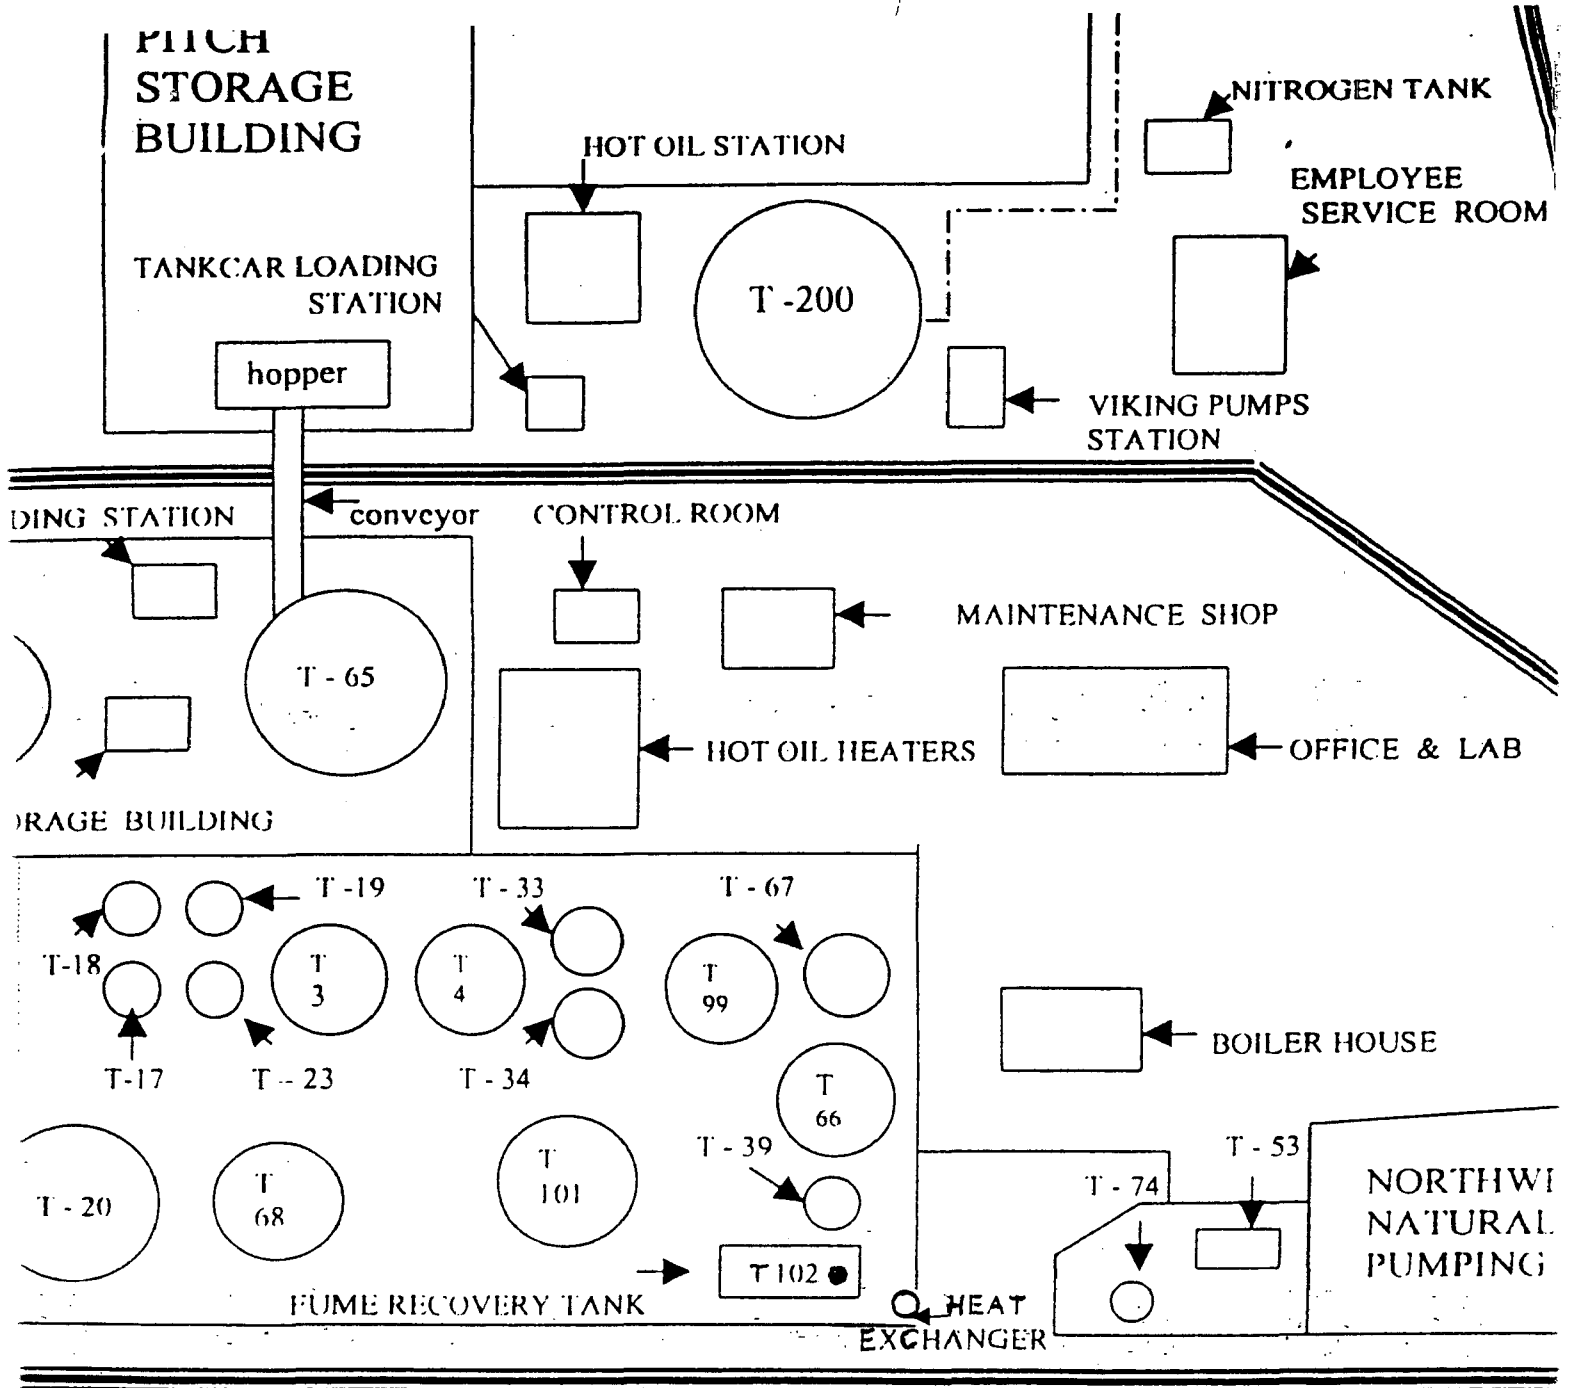 PITCH
STORAGE
BUILDING
NITROGEN TANK
HOT OIL STATION
EMPLOYEE
SERVICE ROOM
TANKCAR LOADING
STATION
T -200
hopper
VIKING PUMPS
STATION
DING STATION
conveyor
CONTROL ROOM
MAINTENANCE SHOP
T - 65
HOT OIL HEATERS
OFFICE & LAB
RAGE BUILDING
T -19
T - 33
T - 67
T-18
T
3
T
4
T
99
BOILER HOUSE
T-17
T - 23
T - 34
T
66
T - 39
T - 53
T - 74
T - 20
T
68
T
101
NORTHWI
NATURAL
PUMPING
T 102
FUME RECOVERY TANK
HEAT
EXCHANGER